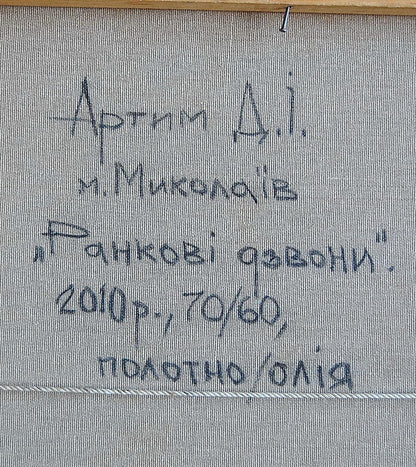 Артим Д.І.
м. Миколаїв
„Ранкові дзвони".
2010р., 70/60,
полотно/олія